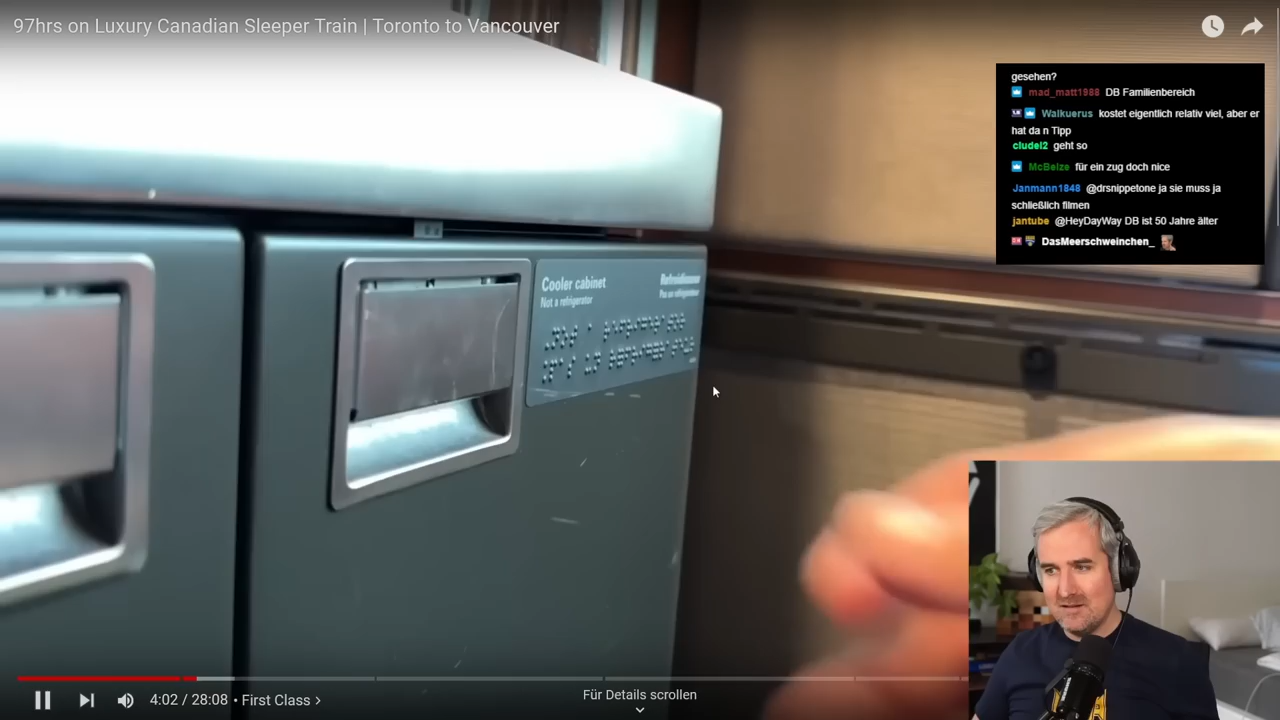 97hrs on Luxury Canadian Sleeper Train | Toronto to Vancouver
gesehen?
mad_matt1988 DB Familienbereich
Walkuerus kostet eigentlich relativ viel, aber er
hat da n Tipp
cludel2 geht so
McBeize für ein zug doch nice
Janmann1848 @drsnippetone ja sie muss ja
schließlich filmen
jantube @HeyDayWay DB ist 50 Jahre älter
DasMeerschweinchen_
Cooler cabinet
Not a refrigerator
4:02 / 28:08 • First Class >
Für Details scrollen